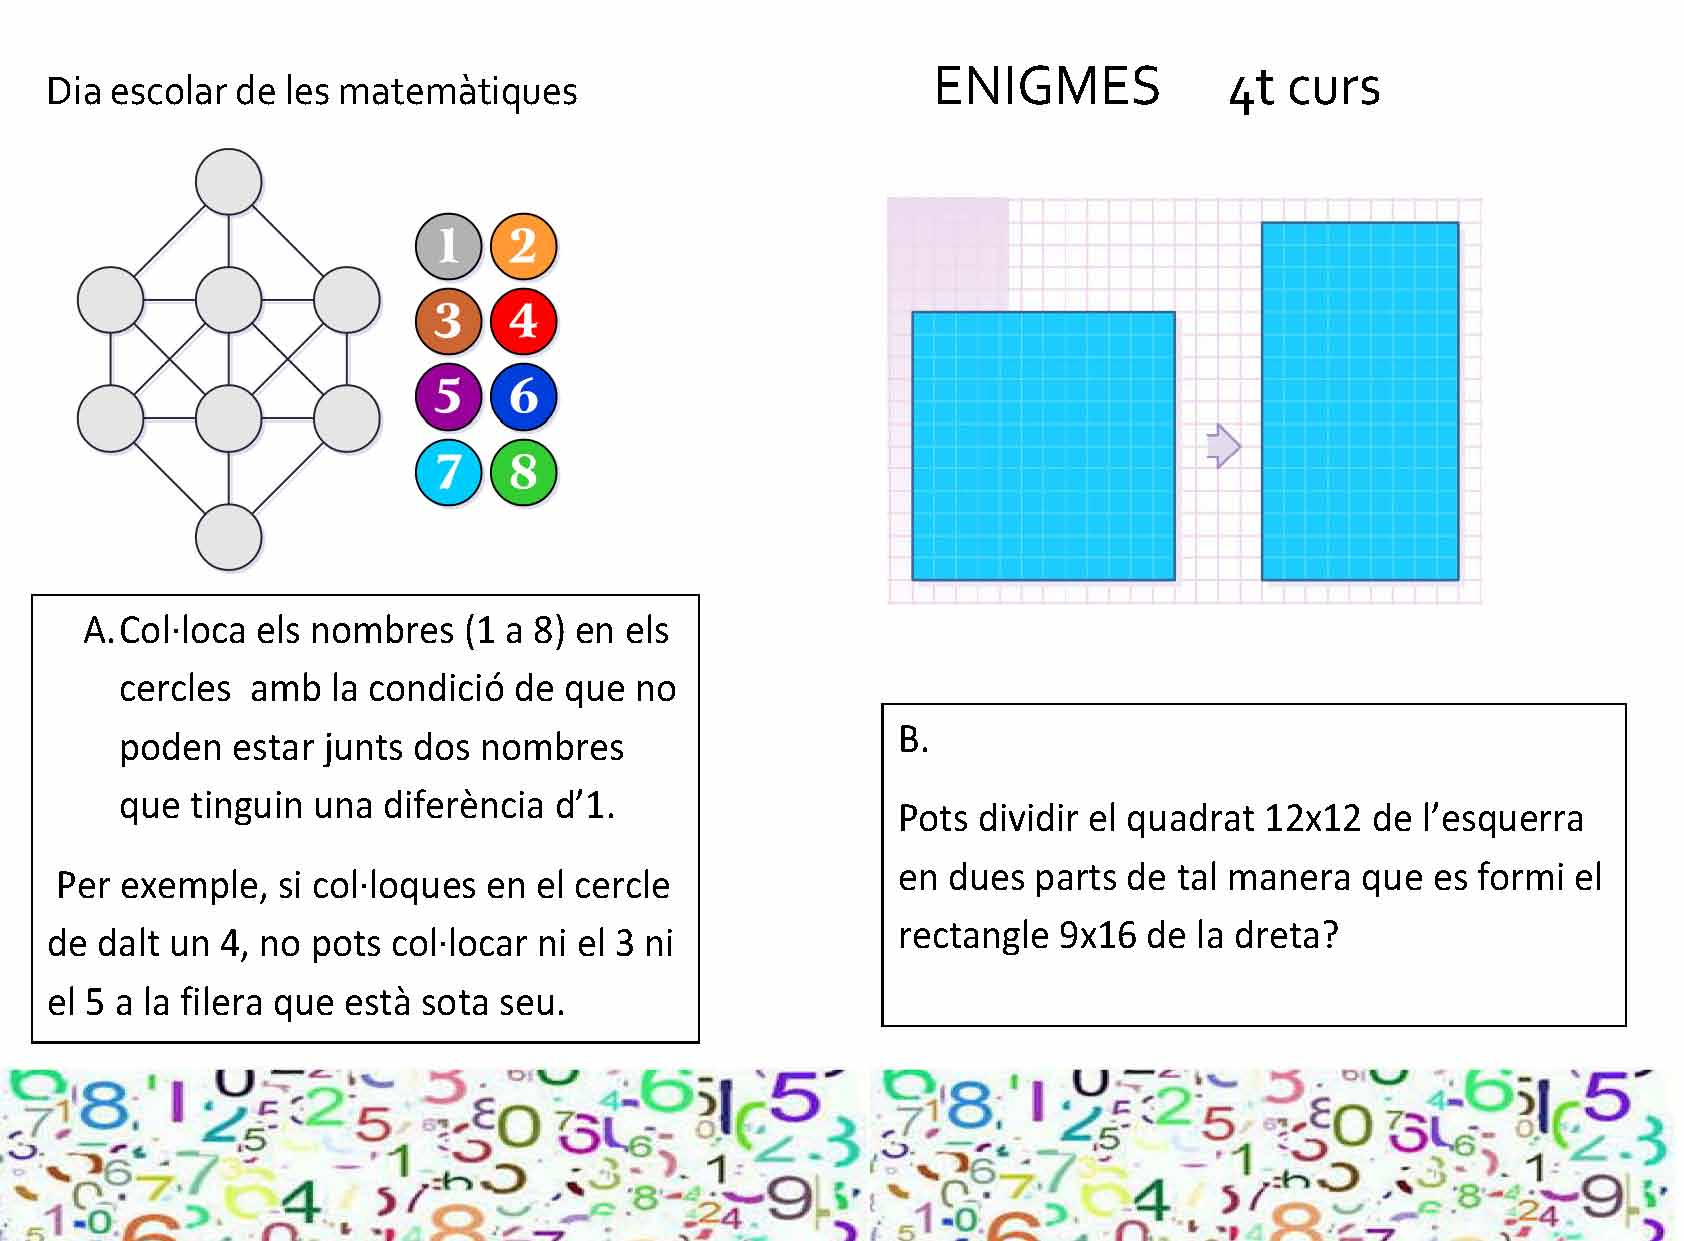 Dia escolar de les matemàtiques
ENIGMES 4t curs
1 2
3 4
5 6
7 8
A. Col·loca els nombres (1 a 8) en els
cercles amb la condició de que no
poden estar junts dos nombres
que tinguin una diferència d’1.
Per exemple, si col·loques en el cercle
de dalt un 4, no pots col·locar ni el 3 ni
el 5 a la filera que està sota seu.
B.
Pots dividir el quadrat 12x12 de l’esquerra
en dues parts de tal manera que es formi el
rectangle 9x16 de la dreta?